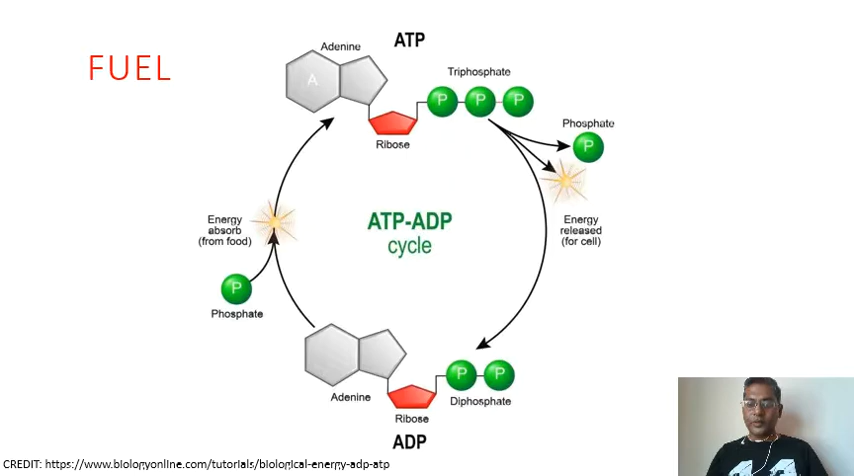 FUEL
ATP
Adenine
A
Triphosphate
P P P
Ribose
Phosphate
P
Energy
absorb
(from food)
ATP-ADP
cycle
Energy
released
(for cell)
P
Phosphate
Adenine
P P
Diphosphate
Ribose
ADP
CREDIT: https://www.biologyonline.com/tutorials/biological-energy-adp-atp